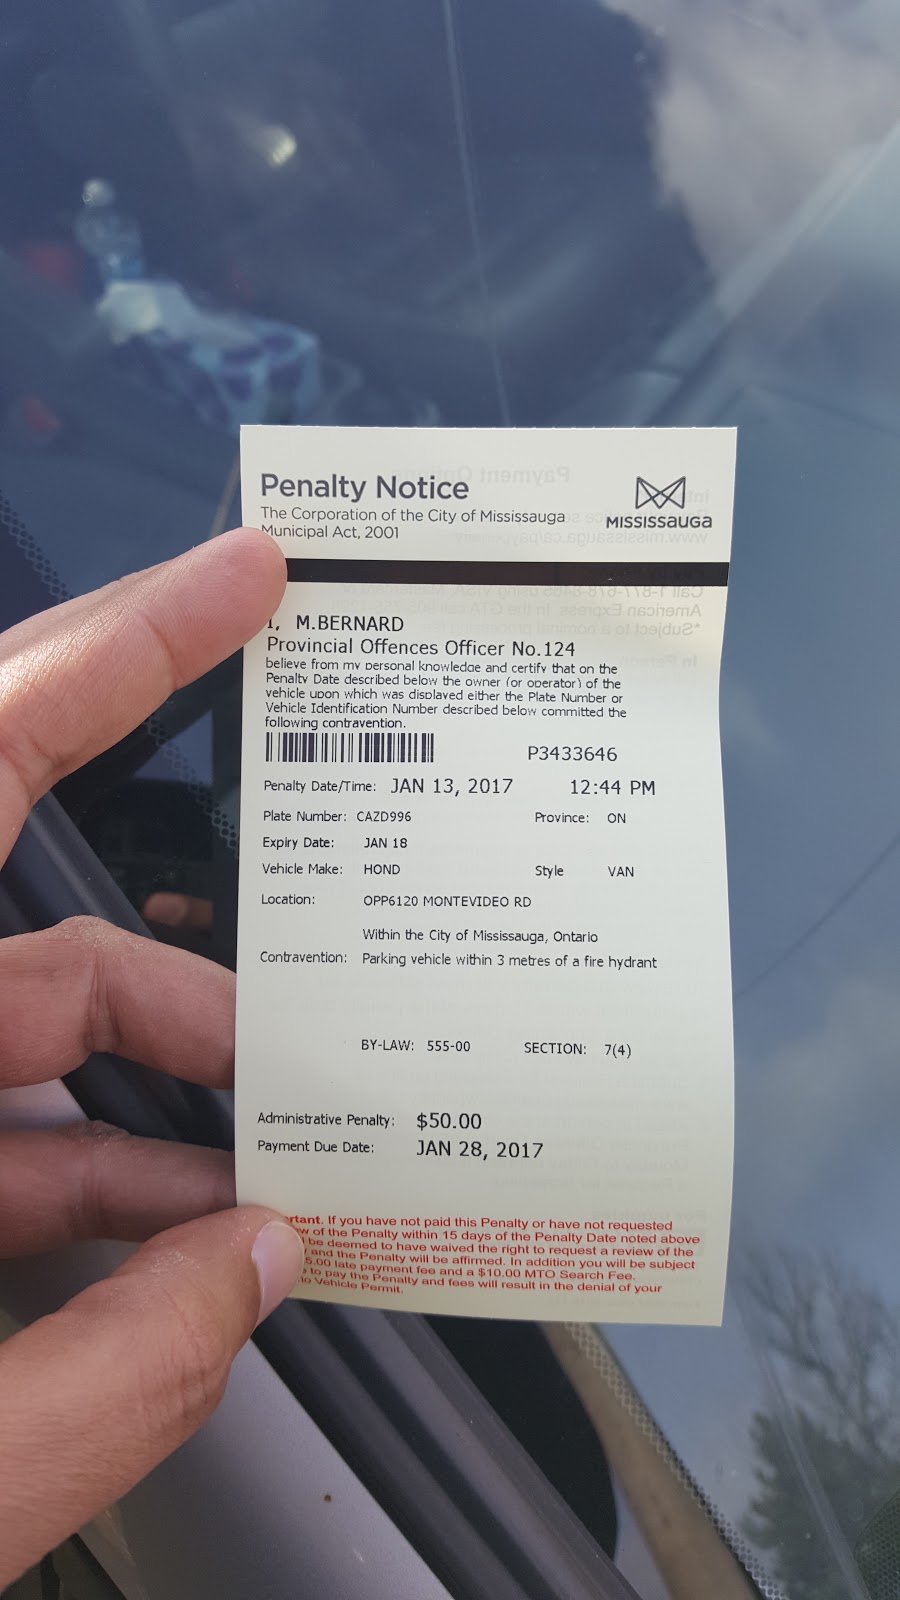 Penalty Notice
The Corporation of the City of Mississauga
Municipal Act, 2001
MISSISSAUGA
I, M.BERNARD
Provincial Offences Officer No.124
believe from my personal knowledge and certify that on the
Penalty Date described below the owner (or operator) of the
vehicle upon which was displayed either the Plate Number or
Vehicle Identification Number described below committed the
following contravention.
P3433646
Penalty Date/Time: JAN 13, 2017 12:44 PM
Plate Number: CAZD996 Province: ON
Expiry Date: JAN 18
Vehicle Make: HOND Style VAN
Location: OPP6120 MONTEVIDEO RD
Within the City of Mississauga, Ontario
Contravention: Parking vehicle within 3 metres of a fire hydrant
BY-LAW: 555-00 SECTION: 7(4)
Administrative Penalty: $50.00
Payment Due Date: JAN 28, 2017
rtant. If you have not paid this Penalty or have not requested
w of the Penalty within 15 days of the Penalty Date noted above
be deemed to have waived the right to request a review of the
and the Penalty will be affirmed. In addition you will be subject
5.00 late payment fee and a $10.00 MTO Search Fee.
to pay the Penalty and fees will result in the denial of your
io Vehicle Permit.